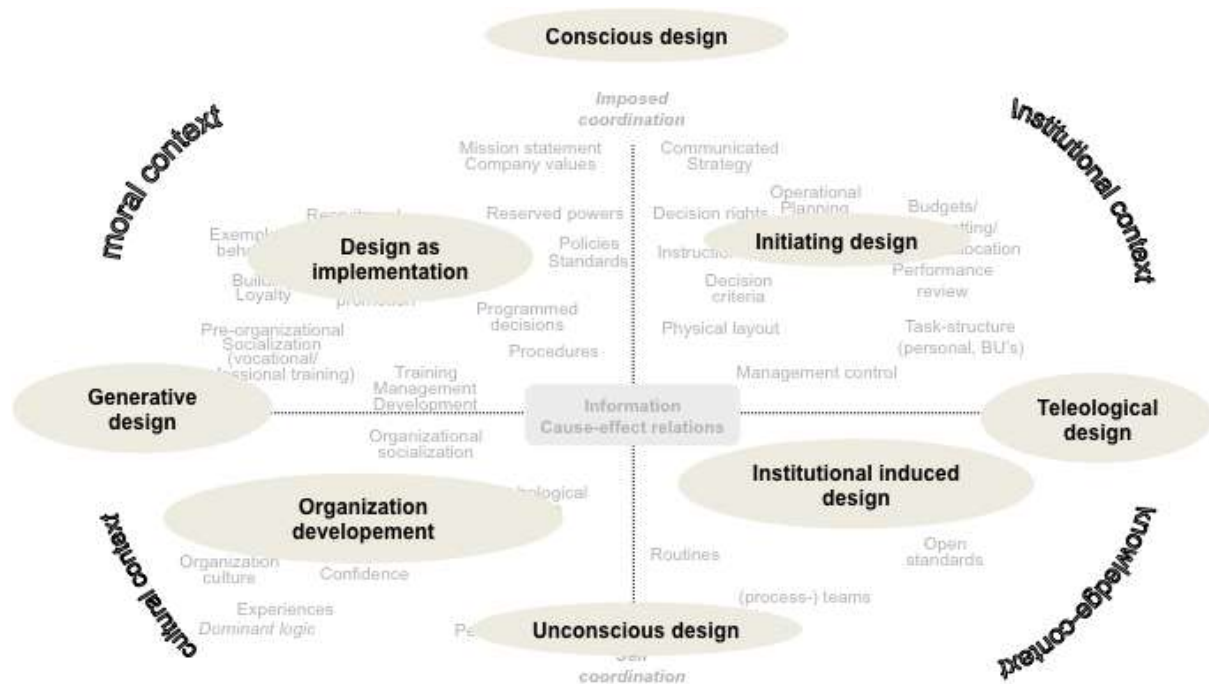 Conscious design
Imposed
coordination
moral context
Institutional context
Mission statement
Company values
Communicated
Strategy
Operational
Planning
Reserved powers
Decision rights
Budgets/
Design as
implementation
Policies
Standards
Initiating design
Loyalty
Decision
criteria
Performance
review
Programmed
decisions
Physical layout
Task-structure
(personal, BU's)
Pre-organizational
Socialization
(vocational/
training)
Procedures
Training
Management
Development
Management control
Generative
design
Information
Cause-effect relations
Teleological
design
Organizational
socialization
Institutional induced
design
Organization
developement
Organization
culture
Confidence
Routines
Open
standards
Experiences
Dominant logic
(process-) teams
Unconscious design
coordination
cultural context
knowledge-context